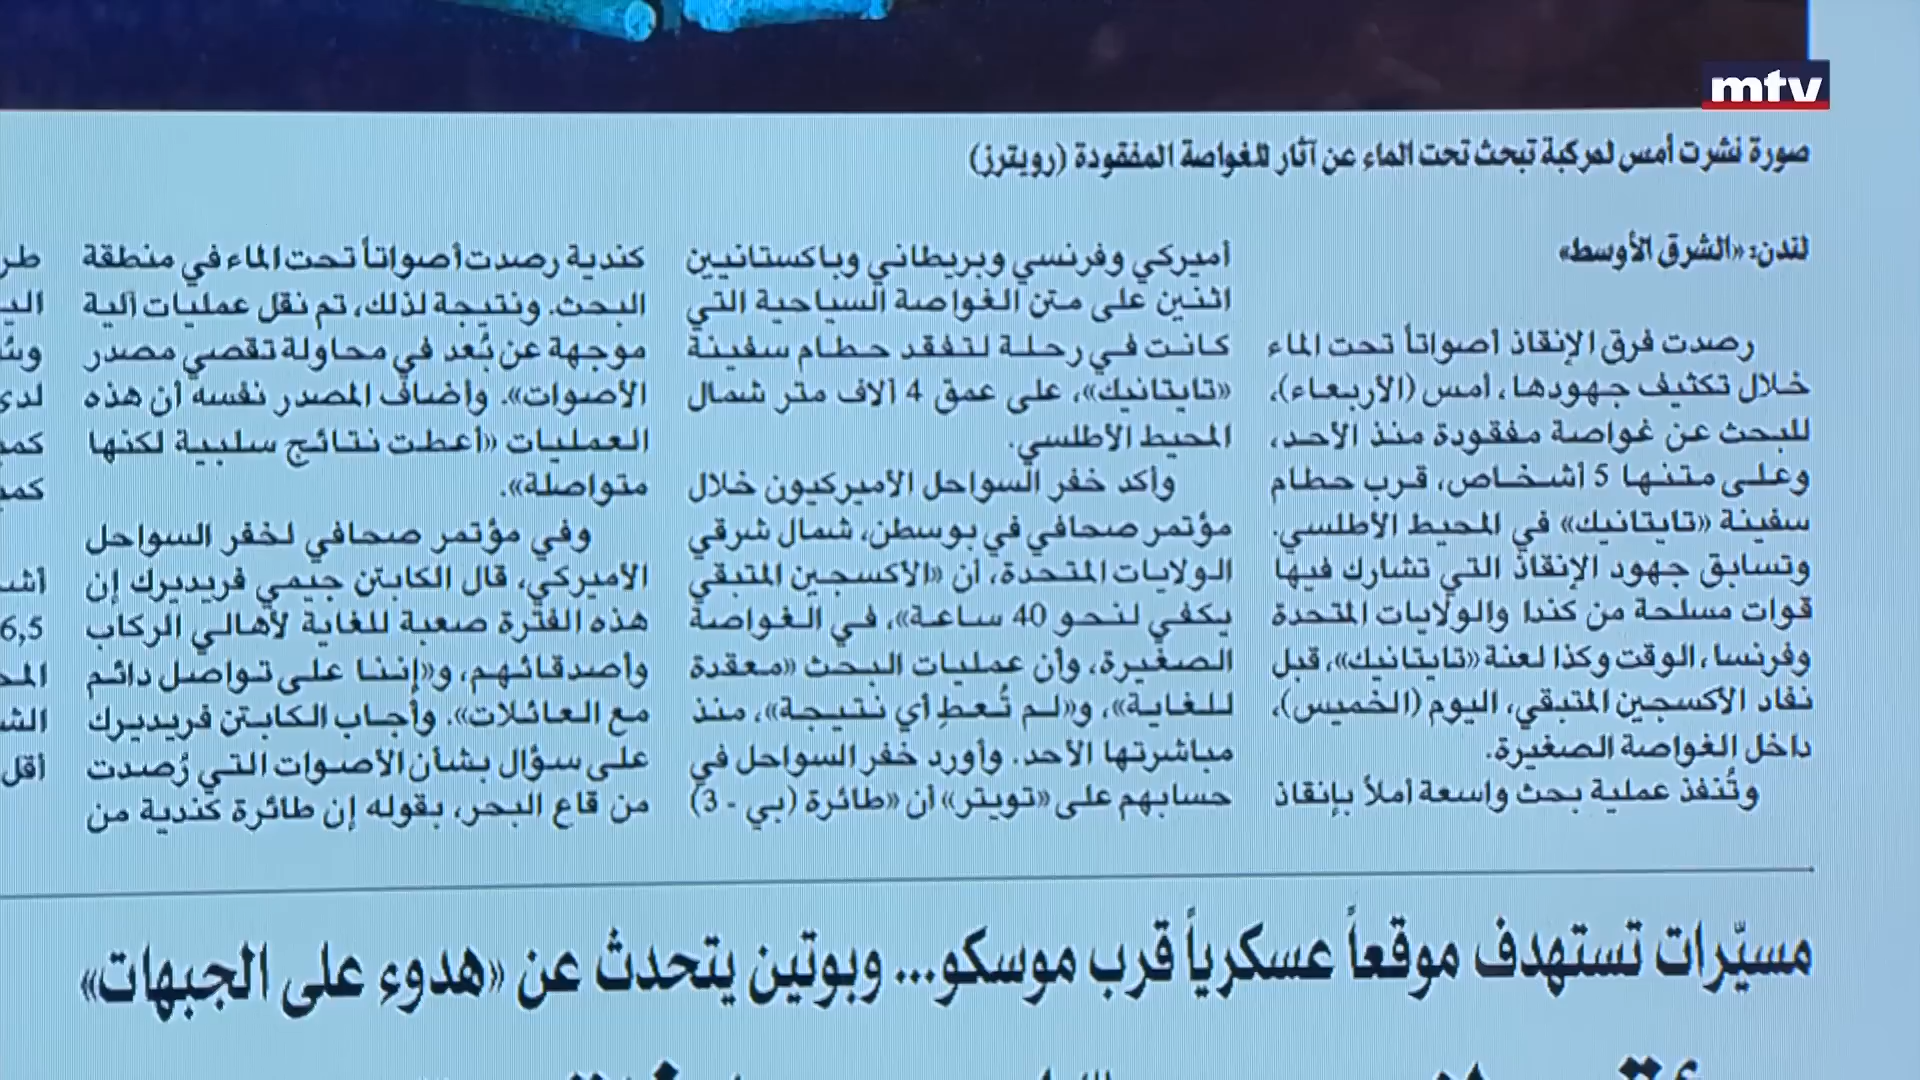 mtv
صورة نشرت أمس لمركبة تبحث تحت الماء عن آثار للغواصة المفقودة (رويترز)
لندن: «الشرق الأوسط»
رصدت فرق الإنقاذ أصواتاً تحت الماء
خلال تكثيف جهودها، أمس (الأربعاء)،
للبحث عن غواصة مفقودة منذ الأحد،
وعلى متنها 5 أشخاص، قرب حطام
سفينة «تايتانيك» في المحيط الأطلسي.
وتسابق جهود الإنقاذ التي تشارك فيها
قوات مسلحة من كندا والولايات المتحدة
وفرنسا، الوقت وكذا لعنة «تايتانيك»، قبل
نفاد الأكسجين المتبقي، اليوم (الخميس)،
داخل الغواصة الصغيرة.
وتُنفذ عملية بحث واسعة أملاً بإنقاذ
أميركي وفرنسي وبريطاني وباكستانيين
اثنين على متن الغواصة السياحية التي
كانت في رحلة لتفقد حطام سفينة
«تايتانيك»، على عمق 4 آلاف متر شمال
المحيط الأطلسي.
وأكد خفر السواحل الأميركيون خلال
مؤتمر صحافي في بوسطن، شمال شرقي
الولايات المتحدة، أن «الأكسجين المتبقي
يكفي لنحو 40 ساعة»، في الغواصة
الصغيرة، وأن عمليات البحث «معقدة
للغاية»، و«لم تُعطِ أي نتيجة»، منذ
مباشرتها الأحد. وأورد خفر السواحل في
حسابهم على «تويتر» أن «طائرة (بي - 3)
كندية رصدت أصواتاً تحت الماء في منطقة
البحث. ونتيجة لذلك، تم نقل عمليات آلية
موجهة عن بُعد في محاولة تقصي مصدر
الأصوات». وأضاف المصدر نفسه أن هذه
العمليات «أعطت نتائج سلبية لكنها
متواصلة».
وفي مؤتمر صحافي لخفر السواحل
الأميركي، قال الكابتن جيمي فريديرك إن
هذه الفترة صعبة للغاية لأهالي الركاب
وأصدقائهم، و«إننا على تواصل دائم
مع العائلات». وأجاب الكابتن فريديرك
على سؤال بشأن الأصوات التي رُصدت
من قاع البحر، بقوله إن طائرة كندية من
6,5
أقل
مسيّرات تستهدف موقعاً عسكرياً قرب موسكو... وبوتين يتحدث عن «هدوء على الجبهات»